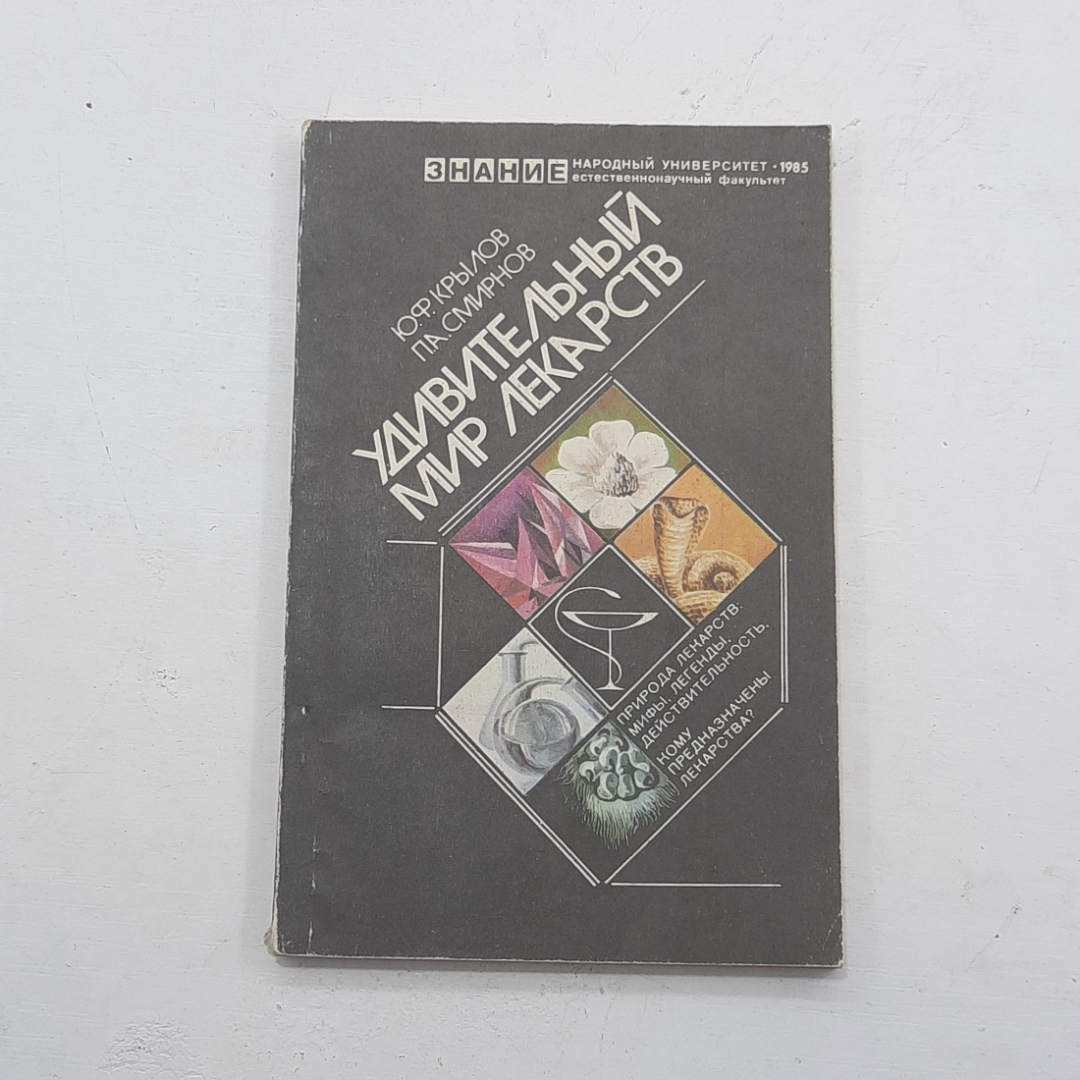 ЗНАНИЕ
НАРОДНЫЙ УНИВЕРСИТЕТ · 1985
естественнонаучный факультет
Ю.Ф. КРЫЛОВ
П.А. СМИРНОВ
УДИВИТЕЛЬНЫЙ
МИР ЛЕКАРСТВ
ПРИРОДА ЛЕКАРСТВ:
МИФЫ, ЛЕГЕНДЫ,
ДЕЙСТВИТЕЛЬНОСТЬ.
КОМУ
ПРЕДНАЗНАЧЕНЫ
ЛЕКАРСТВА?